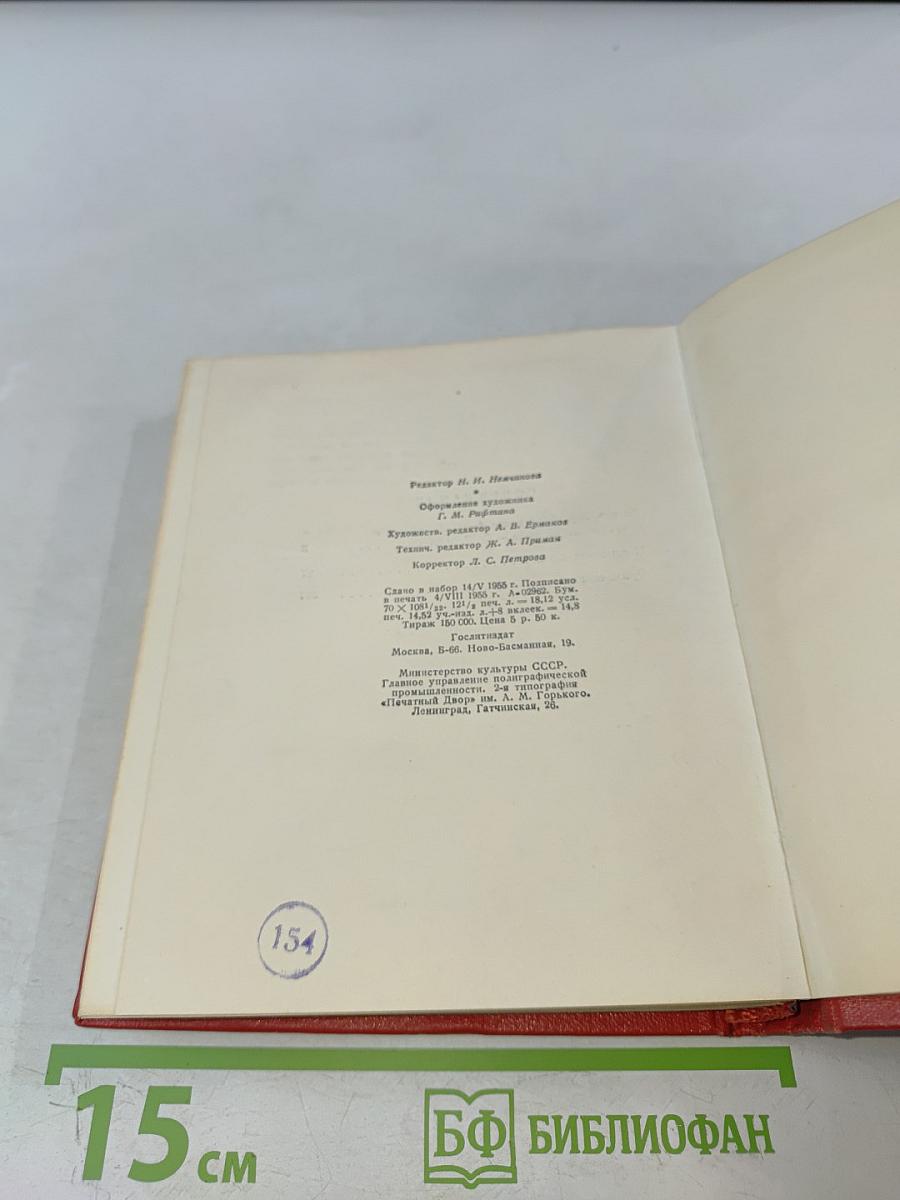 Редактор Н. И. Немчинова
*
Оформление художника
Г. М. Рифтина
Художеств. редактор А. В. Ермаков
Технич. редактор Ж. А. Примак
Корректор Л. С. Петрова
Сдано в набор 14/V 1955 г. Подписано
в печать 4/VIII 1955 г. А-02962. Бум.
70 × 108¹/₃₂. 12¹/₂ печ. л. = 18,12 усл.
печ. 14,52 уч.-изд. л.+8 вклеек. = 14,8
Тираж 150 000. Цена 5 р. 50 к.
Гослитиздат
Москва, Б-66. Ново-Басманная, 19.
Министерство культуры СССР.
Главное управление полиграфической
промышленности. 2-я типография
«Печатный Двор» им. А. М. Горького.
Ленинград, Гатчинская, 26.
154
15 см
БФ БИБЛИОФАН